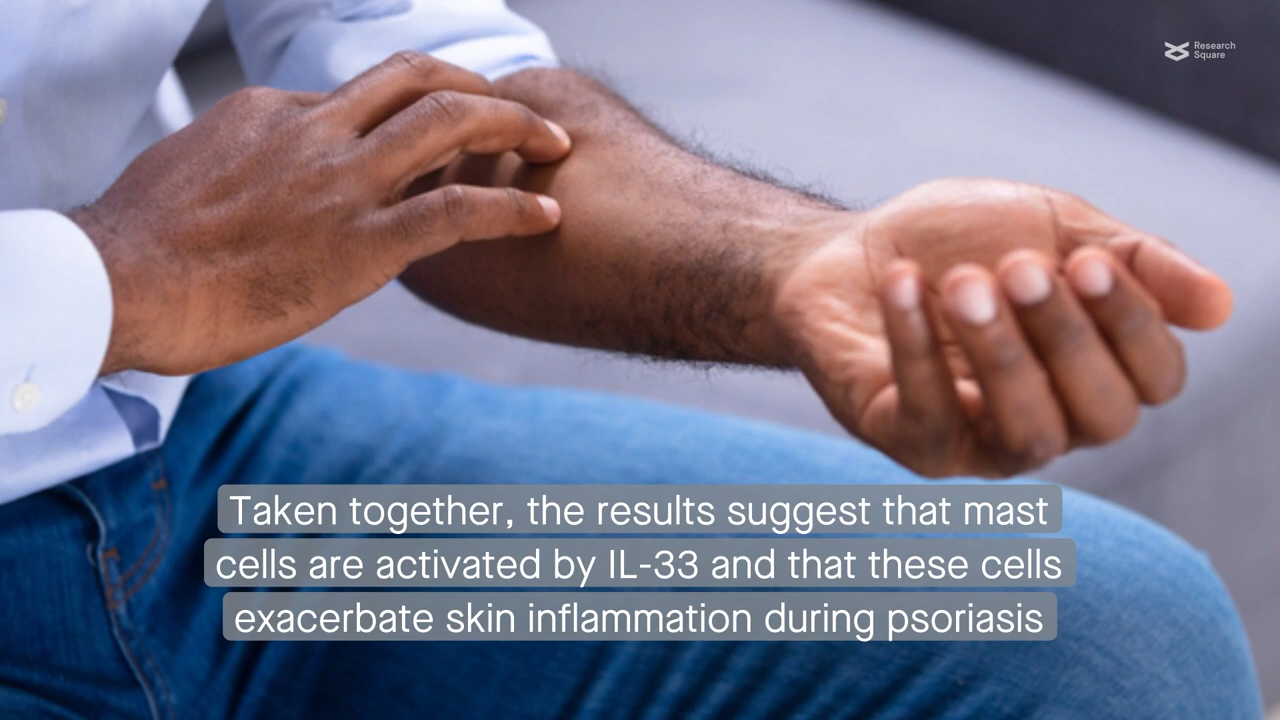 Research
Square
Taken together, the results suggest that mast
cells are activated by IL-33 and that these cells
exacerbate skin inflammation during psoriasis